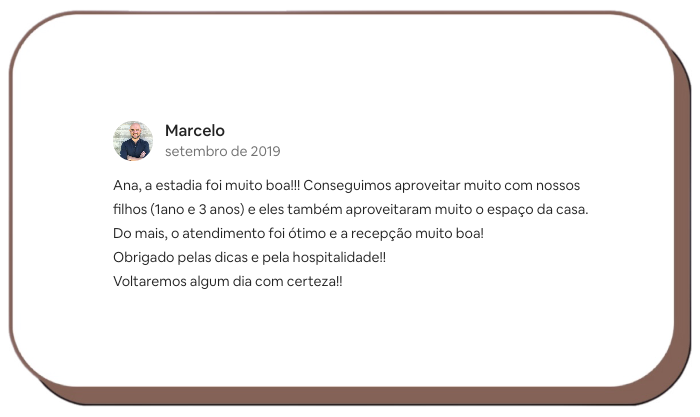 Marcelo
setembro de 2019
Ana, a estadia foi muito boa!!! Conseguimos aproveitar muito com nossos
filhos (1ano e 3 anos) e eles também aproveitaram muito o espaço da casa.
Do mais, o atendimento foi ótimo e a recepção muito boa!
Obrigado pelas dicas e pela hospitalidade!!
Voltaremos algum dia com certeza!!